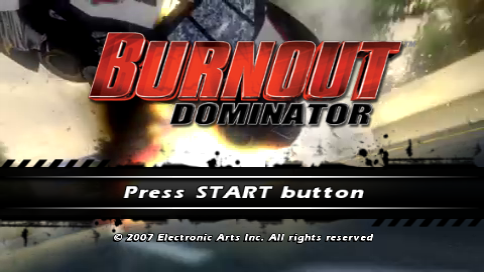 BURNOUT
DOMINATOR
Press START button
© 2007 Electronic Arts Inc. All rights reserved